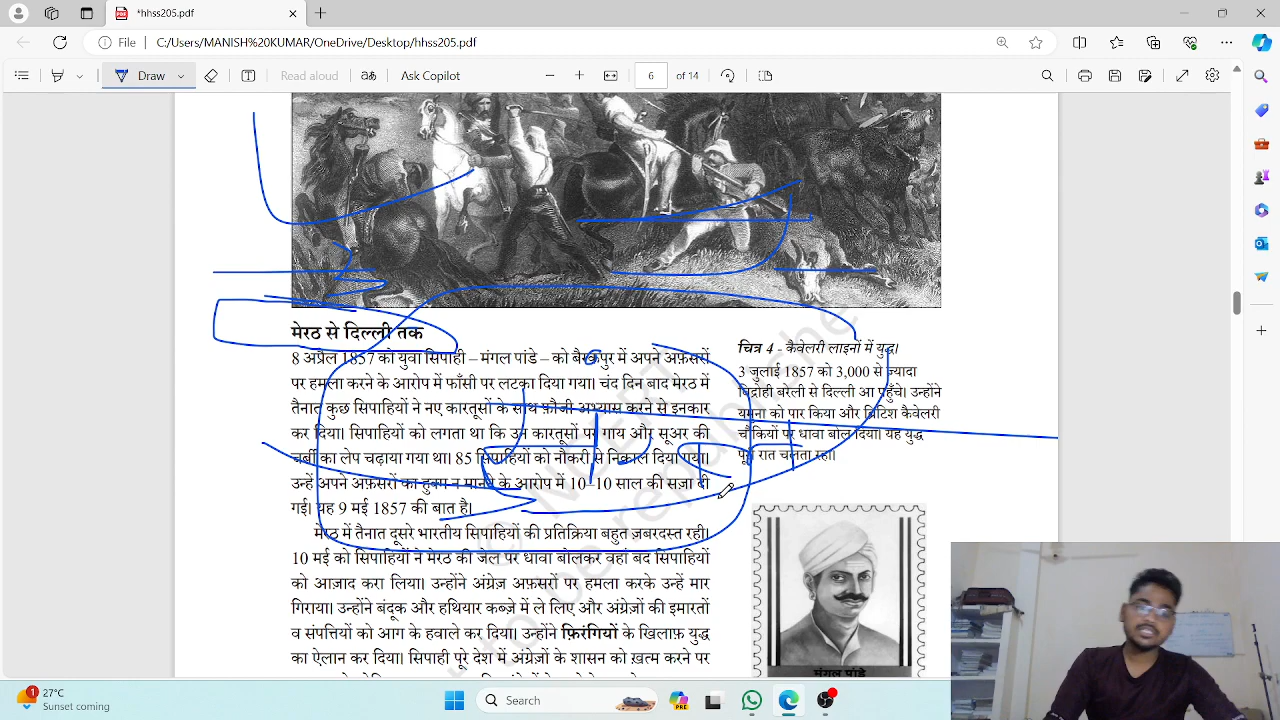 *hhss205.pdf
File
C:/Users/MANISH%20KUMAR/OneDrive/Desktop/hhss205.pdf
Draw
Read aloud
Ask Copilot
6 of 14
मेरठ से दिल्ली तक
8 अप्रैल 1857 को युवा सिपाही – मंगल पांडे – को बैरकपुर में अपने अफ़सरों
पर हमला करने के आरोप में फाँसी पर लटका दिया गया। चंद दिन बाद मेरठ में
तैनात कुछ सिपाहियों ने नए कारतूसों के साथ फ़ौजी अभ्यास करने से इनकार
कर दिया। सिपाहियों को लगता था कि उन कारतूसों पर गाय और सूअर की
चर्बी का लेप चढ़ाया गया था। 85 सिपाहियों को नौकरी से निकाल दिया गया।
उन्हें अपने अफ़सरों का हुक्म न मानने के आरोप में 10–10 साल की सज़ा दी
गई। यह 9 मई 1857 की बात है।
मेरठ में तैनात दूसरे भारतीय सिपाहियों की प्रतिक्रिया बहुत ज़बरदस्त रही।
10 मई को सिपाहियों ने मेरठ की जेल पर धावा बोलकर वहां बंद सिपाहियों
को आज़ाद करा लिया। उन्होंने अंग्रेज़ अफ़सरों पर हमला करके उन्हें मार
गिराया। उन्होंने बंदूक और हथियार कब्ज़े में ले लिए और अंग्रेज़ों की इमारतों
व संपत्तियों को आग के हवाले कर दिया। उन्होंने फ़िरंगियों के खिलाफ़ युद्ध
का ऐलान कर दिया। सिपाही पूरे देश में अंग्रेज़ों के शासन को ख़त्म करने पर
चित्र 4 - कैवेलरी लाइनों में युद्ध।
3 जुलाई 1857 को 3,000 से ज़्यादा
विद्रोही बरेली से दिल्ली आ पहुँचे। उन्होंने
यमुना को पार किया और ब्रिटिश कैवेलरी
चौकियों पर धावा बोल दिया। यह युद्ध
पूरी रात चलता रहा।
मंगल पांडे
27°C
Sunset coming
Search